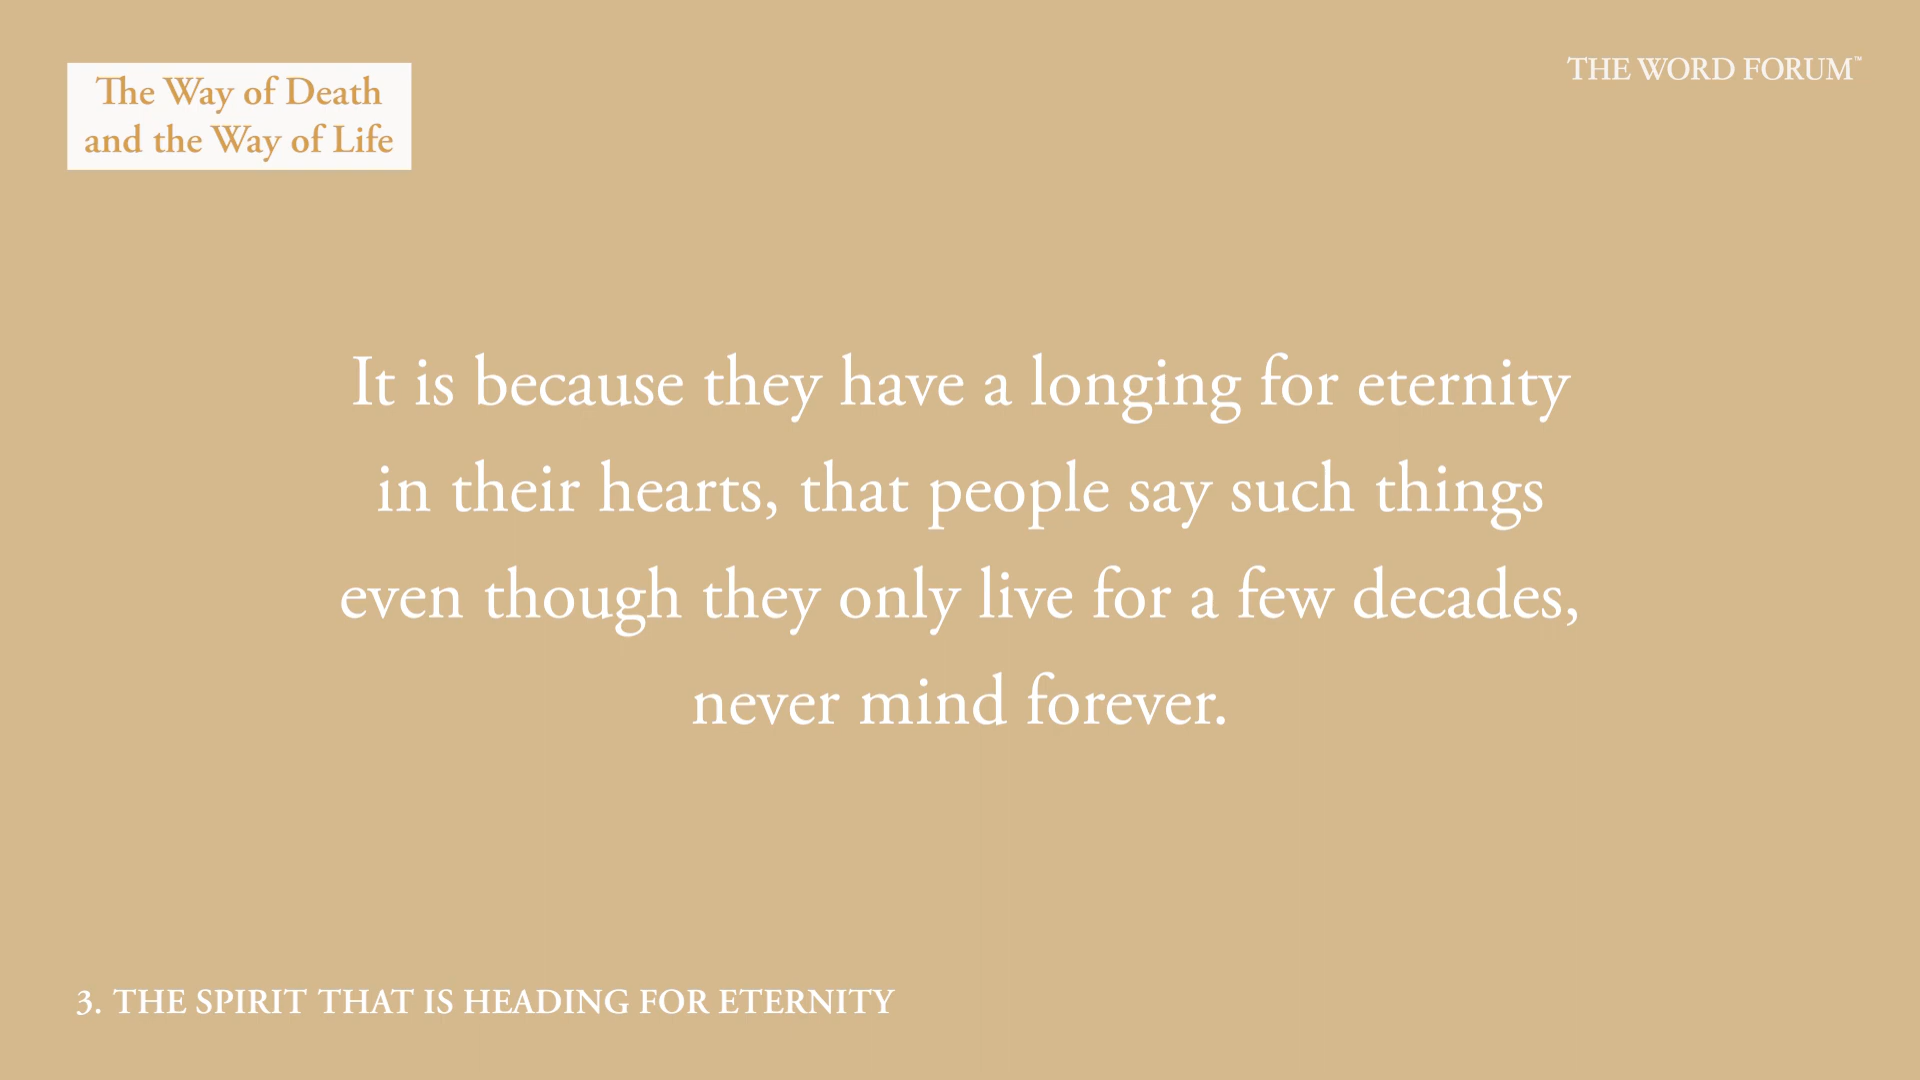 The Way of Death
and the Way of Life
THE WORD FORUM™
It is because they have a longing for eternity
in their hearts, that people say such things
even though they only live for a few decades,
never mind forever.
3. THE SPIRIT THAT IS HEADING FOR ETERNITY